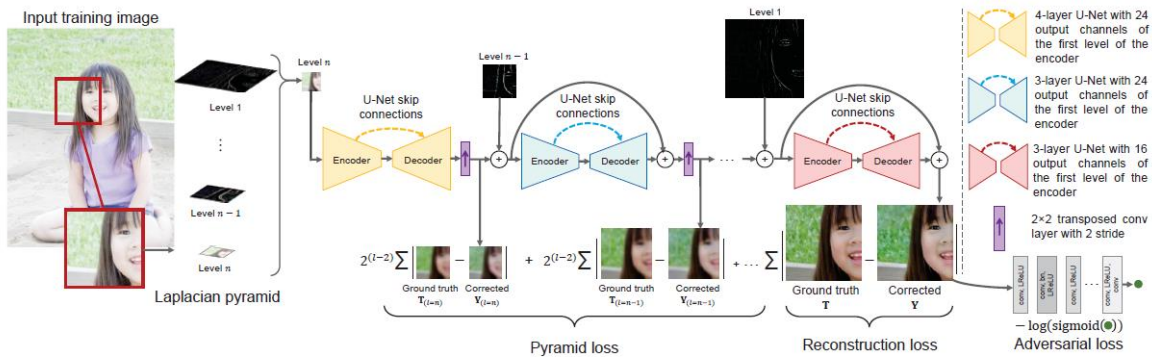 Input training image
Level 1
⋮
Level n − 1
Level n
Laplacian pyramid
Level n
U-Net skip
connections
Encoder
Decoder
Level n − 1
U-Net skip
connections
Encoder
Decoder
...
Level 1
U-Net skip
connections
Encoder
Decoder
2^(l−2) ∑ | − |
Ground truth
T(l=n)
Corrected
Y(l=n)
+ 2^(l−2) ∑ | − |
Ground truth
T(l=n−1)
Corrected
Y(l=n−1)
+ ... ∑ | − |
Ground truth
T
Corrected
Y
Pyramid loss
Reconstruction loss
4-layer U-Net with 24
output channels of
the first level of the
encoder
3-layer U-Net with 24
output channels of
the first level of the
encoder
3-layer U-Net with 16
output channels of
the first level of the
encoder
2×2 transposed conv
layer with 2 stride
conv, LReLU
conv, bn,
LReLU
conv, LReLU
...
conv, LReLU,
conv
− log(sigmoid(●))
Adversarial loss